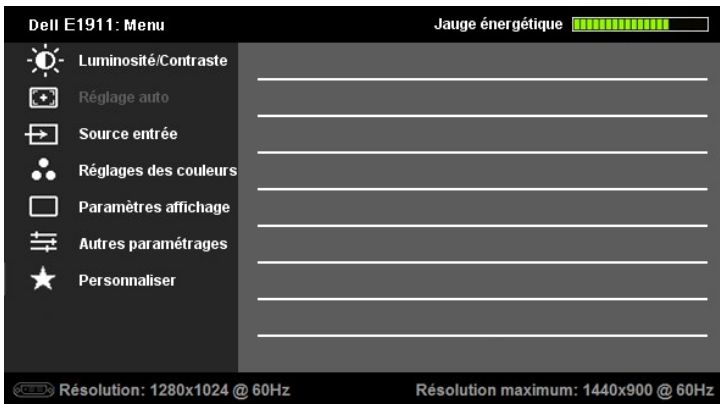 Dell E1911: Menu Jauge énergétique
Luminosité/Contraste
Réglage auto
Source entrée
Réglages des couleurs
Paramètres affichage
Autres paramétrages
Personnaliser
Résolution: 1280x1024 @ 60Hz Résolution maximum: 1440x900 @ 60Hz